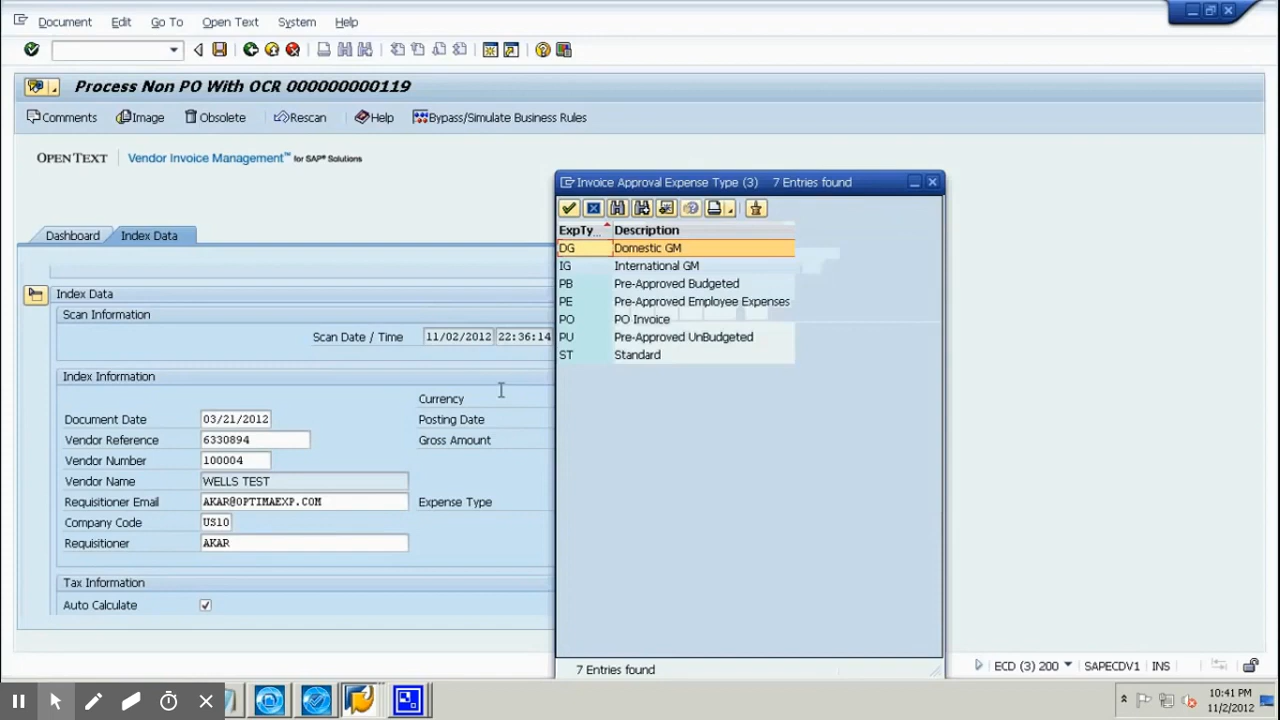 Document Edit Go To Open Text System Help
Process Non PO With OCR 000000000119
Comments Image Obsolete Rescan Help Bypass/Simulate Business Rules
OPEN TEXT Vendor Invoice Management™ for SAP® Solutions
Dashboard Index Data
Index Data
Scan Information
Scan Date / Time 11/02/2012 22:36:14
Index Information
Currency
Document Date 03/21/2012 Posting Date
Vendor Reference 6330894 Gross Amount
Vendor Number 100004
Vendor Name WELLS TEST
Requisitioner Email AKAR@OPTIMAEXP.COM Expense Type
Company Code US10
Requisitioner AKAR
Tax Information
Auto Calculate
Invoice Approval Expense Type (3) 7 Entries found
ExpTy... Description
DG Domestic GM
IG International GM
PB Pre-Approved Budgeted
PE Pre-Approved Employee Expenses
PO PO Invoice
PU Pre-Approved UnBudgeted
ST Standard
7 Entries found
ECD (3) 200 SAPECDV1 INS
10:41 PM
11/2/2012